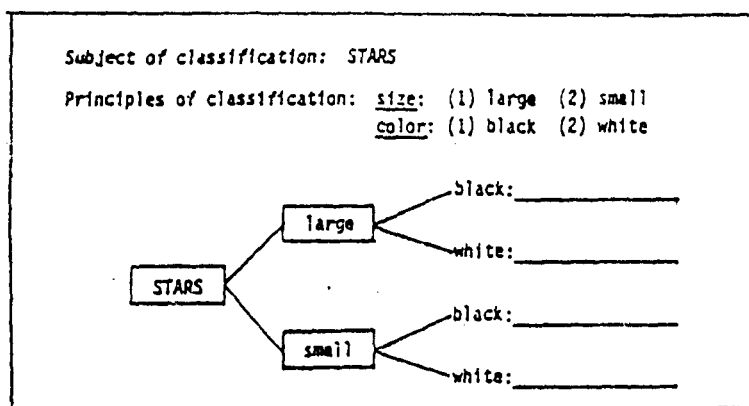 Subject of classification: STARS
Principles of classification: size: (1) large (2) small
color: (1) black (2) white
black:
large
white:
STARS
black:
small
white: